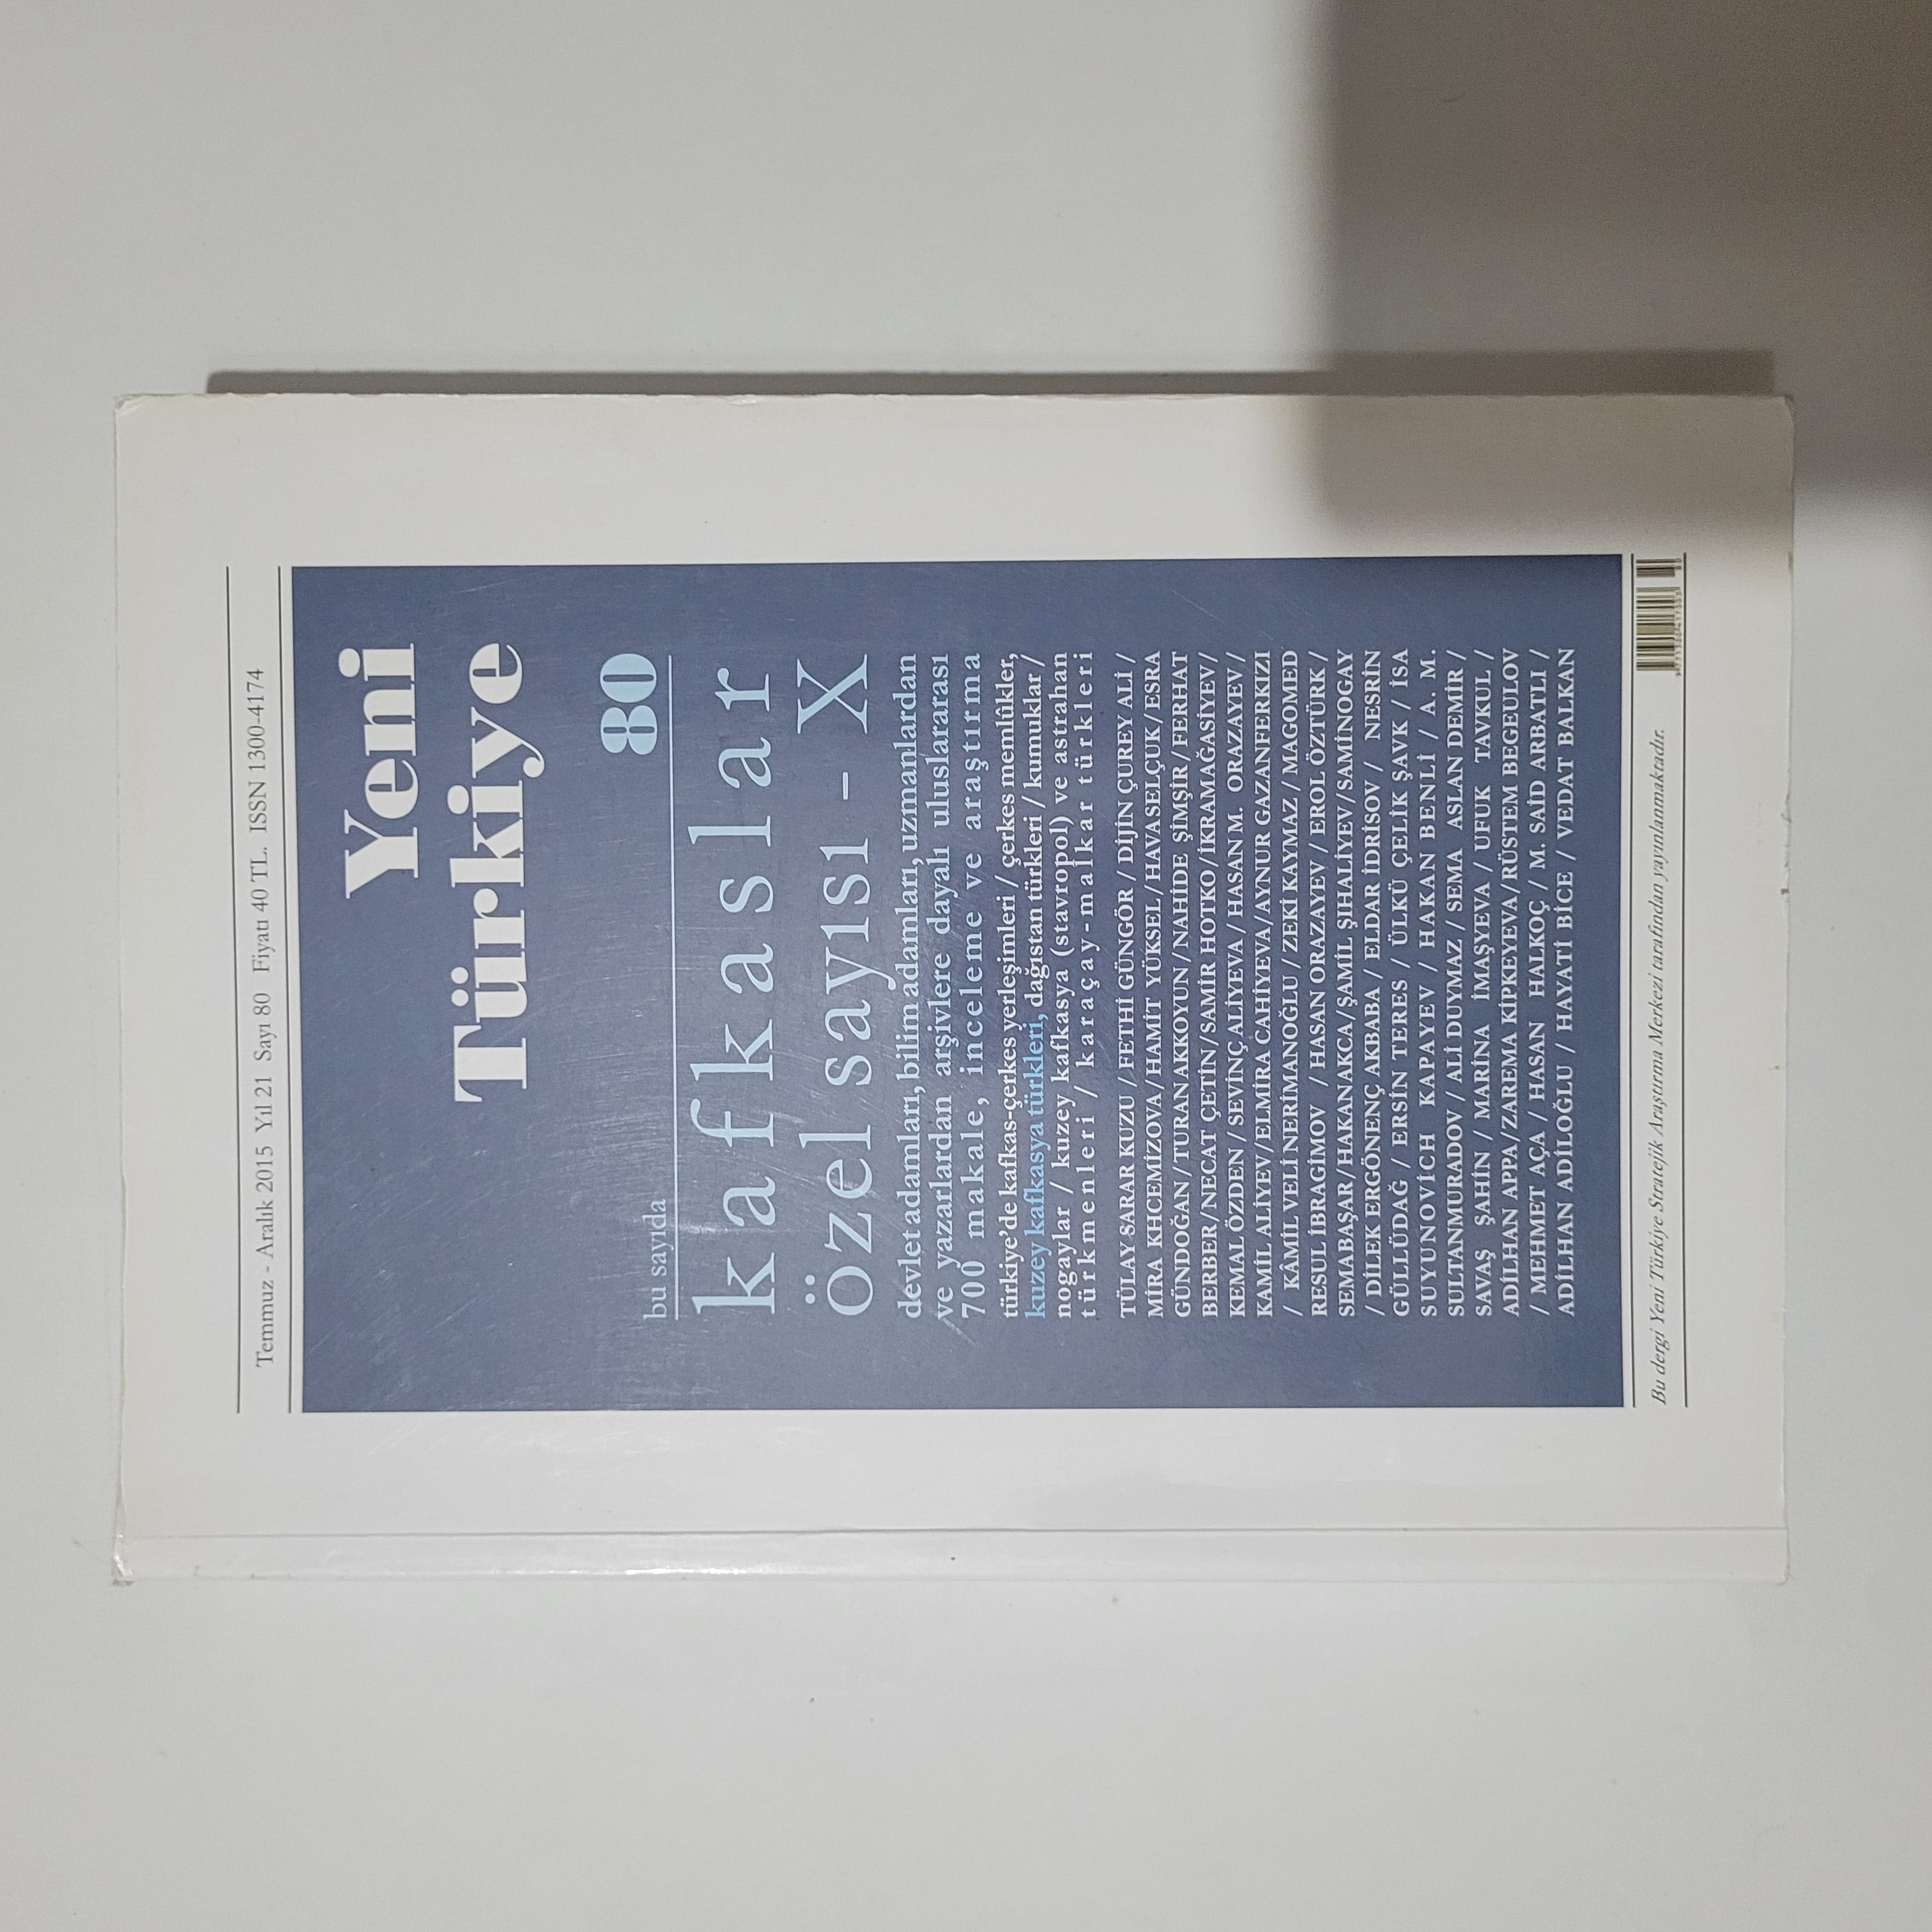 Temmuz - Aralık 2015 Yıl 21 Sayı 80 Fiyatı 40 TL. ISSN 1300-4174
Yeni
Türkiye
bu sayıda 80
kafkaslar
özel sayısı - X
devlet adamları, bilim adamları, uzmanlardan
ve yazarlardan arşivlere dayalı uluslararası
700 makale, inceleme ve araştırma
türkiye'de kafkas-çerkes yerleşimleri / çerkes memlûkler,
kuzey kafkasya türkleri, dağıstan türkleri / kumuklar /
nogaylar / kuzey kafkasya (stavropol) ve astrahan
türkmenleri / karaçay-malkar türkleri
TÜLAY SARAR KUZU / FETHİ GÜNGÖR / DİJİN ÇUREY ALİ /
MİRA KHCEMİZOVA / HAMİT YÜKSEL / HAVA SELÇUK / ESRA
GÜNDOĞAN / TURAN AKKOYUN / NAHİDE ŞİMŞİR / FERHAT
BERBER / NECAT ÇETİN / SAMİR HOTKO / İKRAM AĞASİYEV /
KEMAL ÖZDEN / SEVİNÇ ALİYEVA / HASAN M. ORAZAYEV /
KAMİL ALİYEV / ELMİRA CAHIYEVA / AYNUR GAZANFERKIZI
/ KÂMİL VELİ NERİMANOĞLU / ZEKİ KAYMAZ / MAGOMED
RESUL İBRAGİMOV / HASAN ORAZAYEV / EROL ÖZTÜRK /
SEMA BAŞAR / HAKAN AKCA / ŞAMİL ŞIHALİYEV / SAMİ NOGAY
/ DİLEK ERGÖNENÇ AKBABA / ELDAR İDRİSOV / NESRİN
GÜLLÜDAĞ / ERSİN TERES / ÜLKÜ ÇELİK ŞAVK / İSA
SUYUNOVİCH KAPAYEV / HAKAN BENLİ / A. M.
SULTANMURADOV / ALİ DUYMAZ / SEMA ASLAN DEMİR /
SAVAŞ ŞAHİN / MARİNA İMAŞYEVA / UFUK TAVKUL /
ADİLHAN APPA / ZAREMA KİPKEYEVA / RÜSTEM BEGEULOV
/ MEHMET AÇA / HASAN HALKOÇ / M. SAİD ARBATLI /
ADİLHAN ADİLOĞLU / HAYATİ BİCE / VEDAT BALKAN
Bu dergi Yeni Türkiye Stratejik Araştırma Merkezi tarafından yayınlanmaktadır.